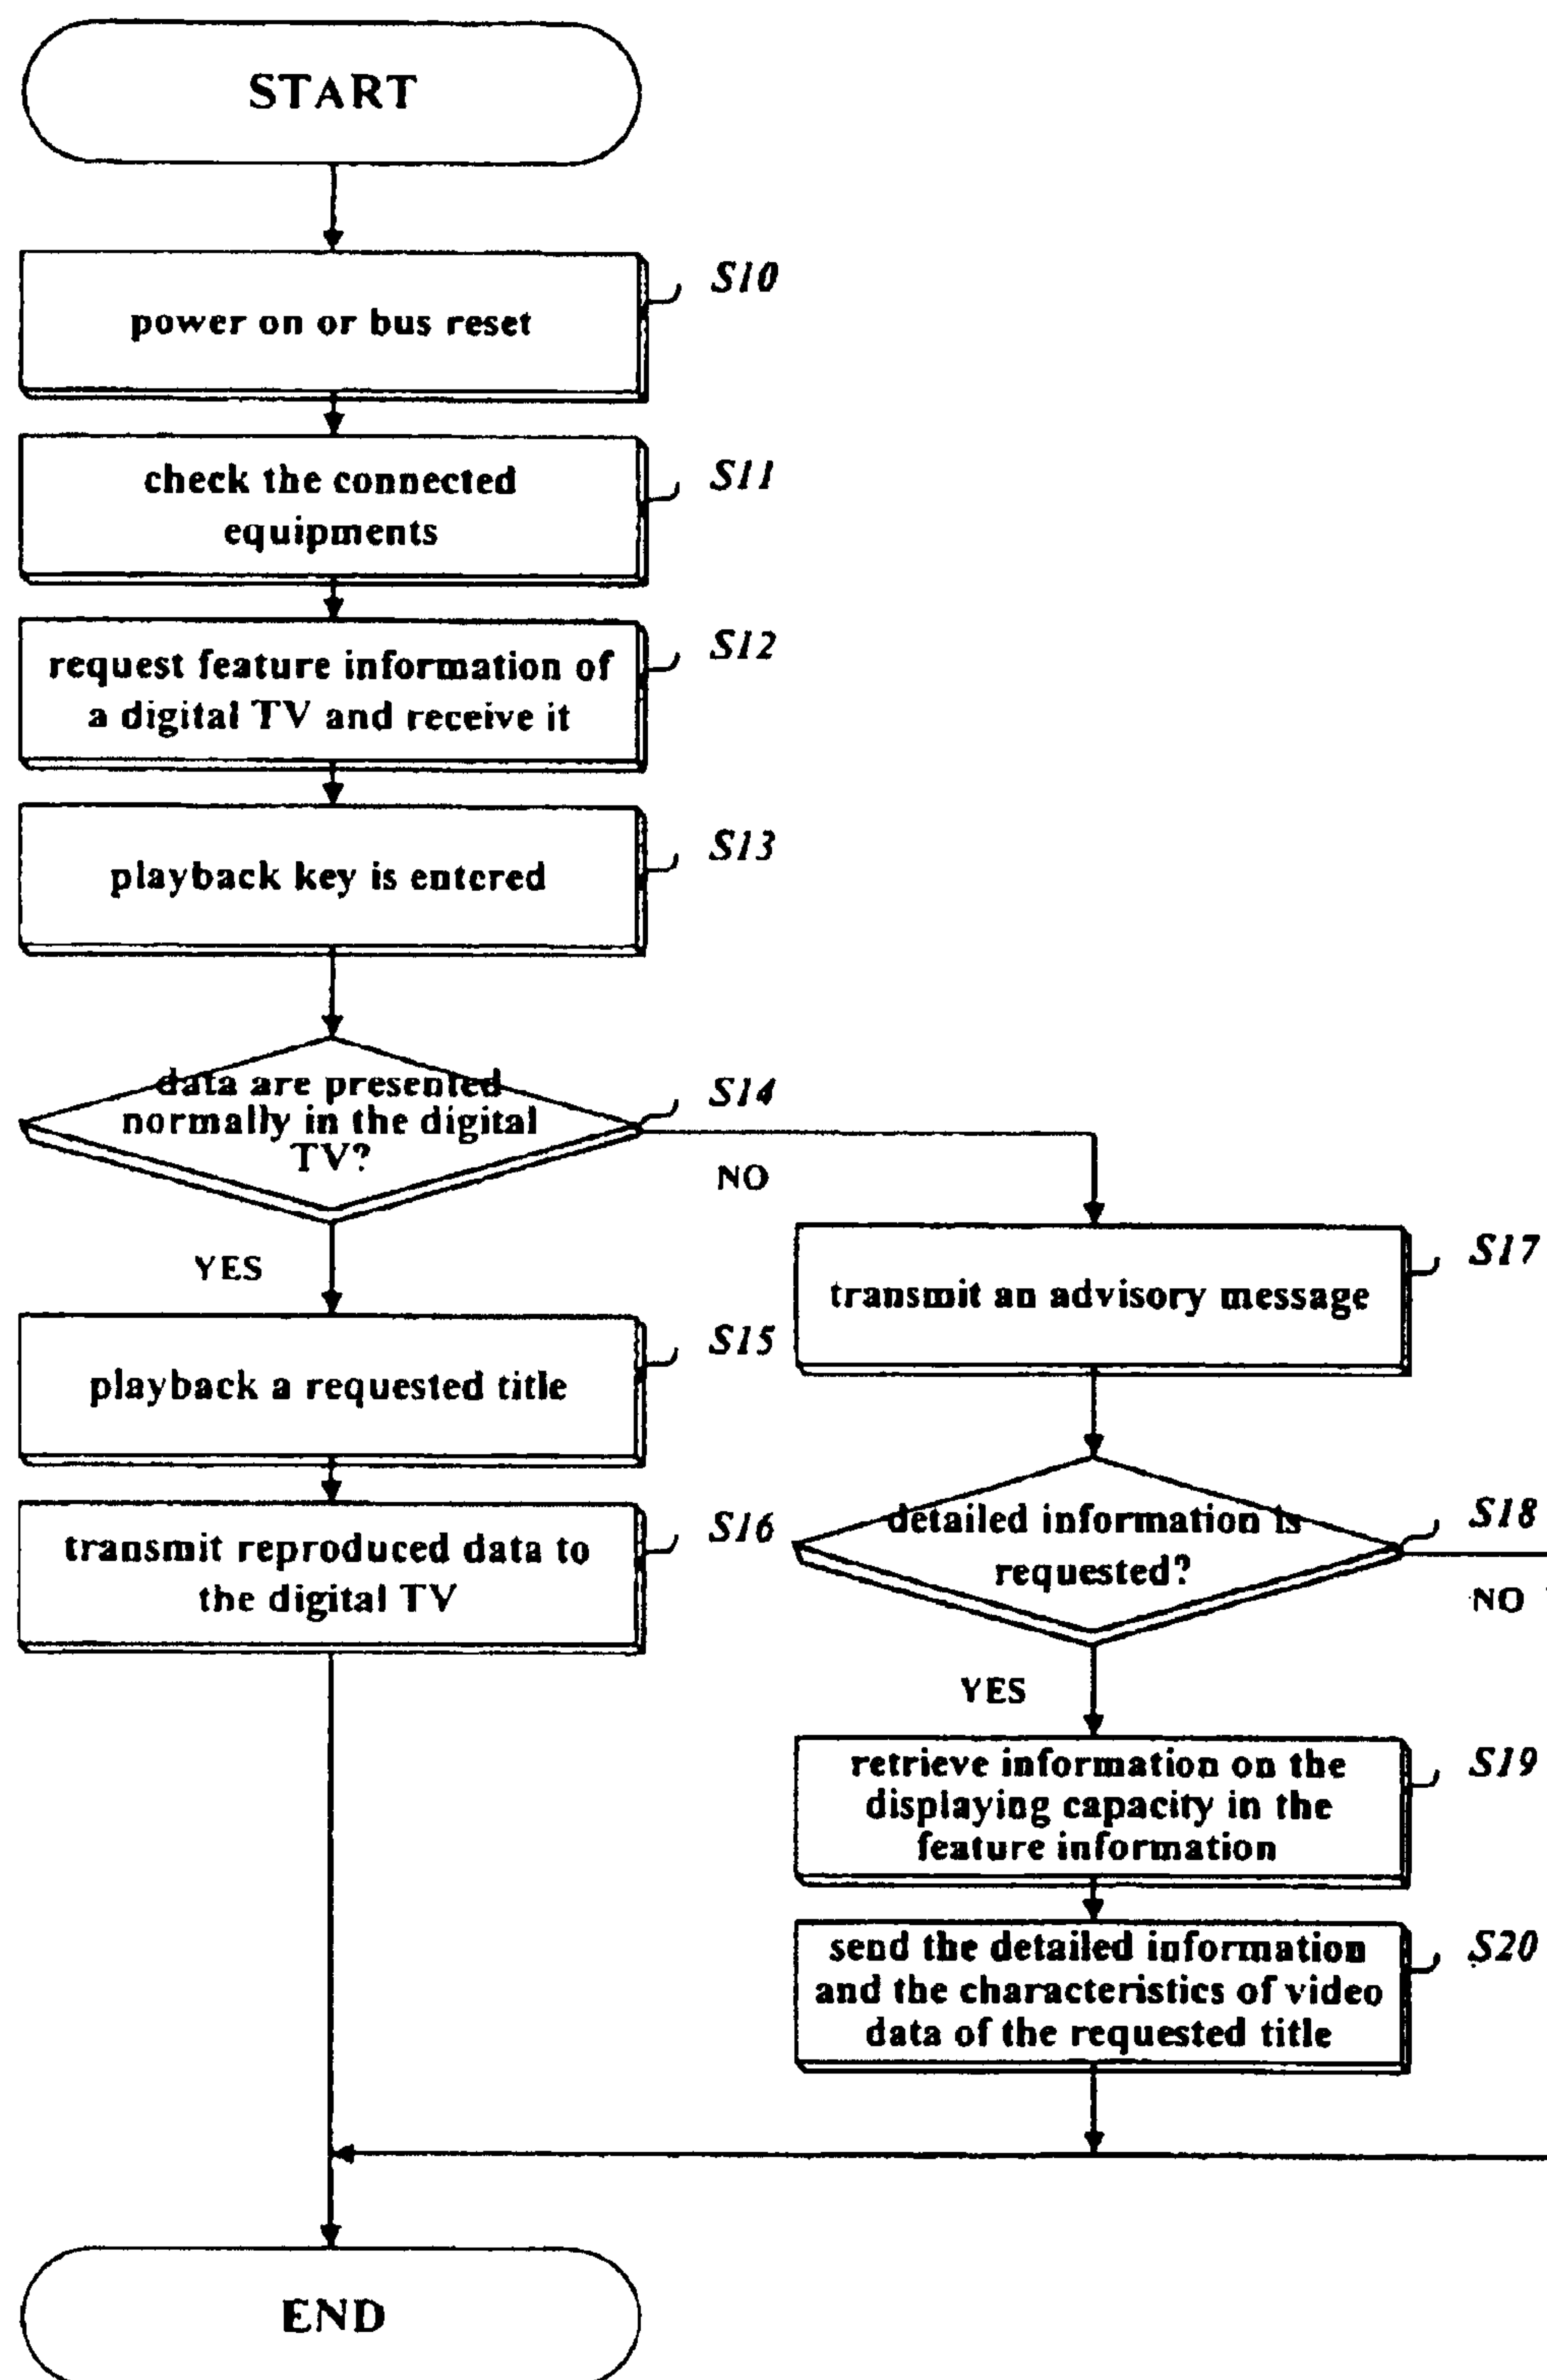 START
power on or bus reset
S10
check the connected
equipments
S11
request feature information of
a digital TV and receive it
S12
playback key is entered
S13
data are presented
normally in the digital
TV?
S14
NO
YES
playback a requested title
S15
transmit reproduced data to
the digital TV
S16
transmit an advisory message
S17
detailed information is
requested?
S18
NO
YES
retrieve information on the
displaying capacity in the
feature information
S19
send the detailed information
and the characteristics of video
data of the requested title
S20
END